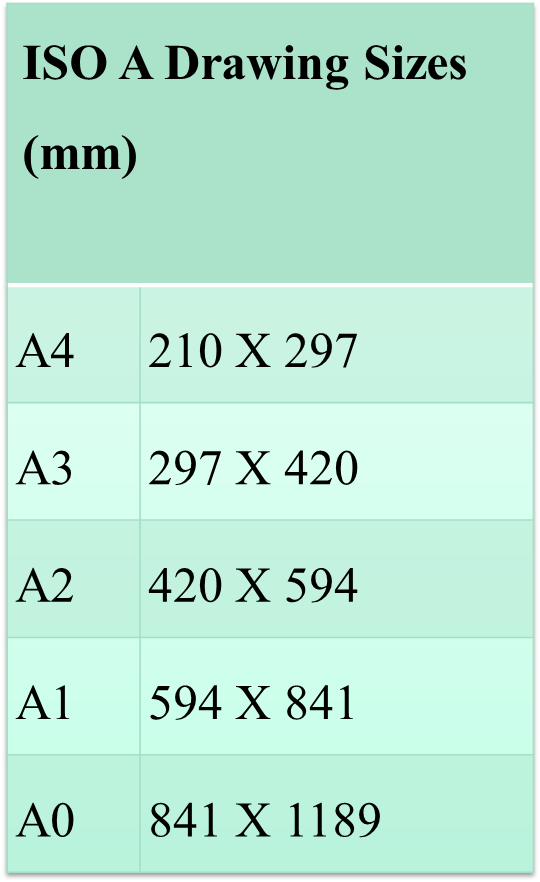 ISO A Drawing Sizes
(mm)
A4 210 X 297
A3 297 X 420
A2 420 X 594
A1 594 X 841
A0 841 X 1189